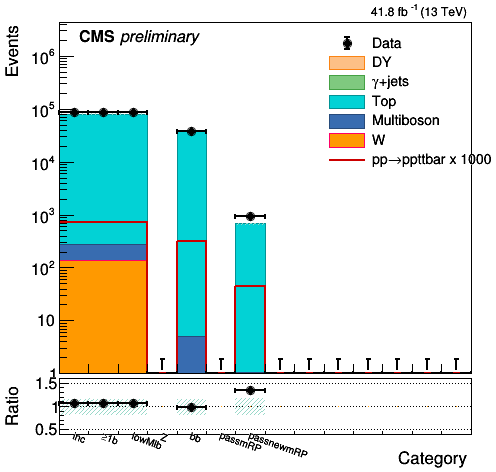 41.8 fb⁻¹ (13 TeV)
CMS preliminary
Events
10⁶
10⁵
10⁴
10³
10²
10
1
Data
DY
γ+jets
Top
Multiboson
W
pp→ppttbar x 1000
Ratio
1.5
1
0.5
inc
≥1b
lowMlb
Z
bb
passmRP
passnewmRP
Category